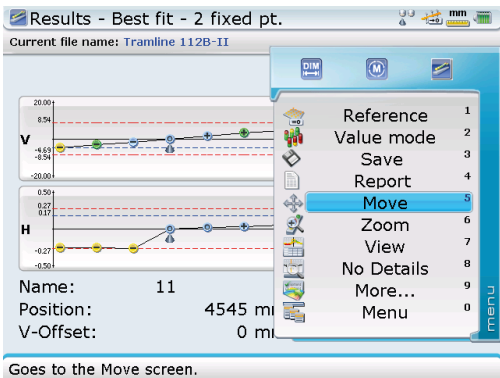 Results - Best fit - 2 fixed pt.
mm
Current file name: Tramline 112B-II
DIM
M
20.00
8.54
V
-4.69
-8.54
-20.00
0.50
0.27
0.17
H
-0.27
-0.50
Reference 1
Value mode 2
Save 3
Report 4
Move 5
Zoom 6
View 7
No Details 8
More... 9
Menu 0
menu
Name: 11
Position: 4545 m
V-Offset: 0 m
Goes to the Move screen.